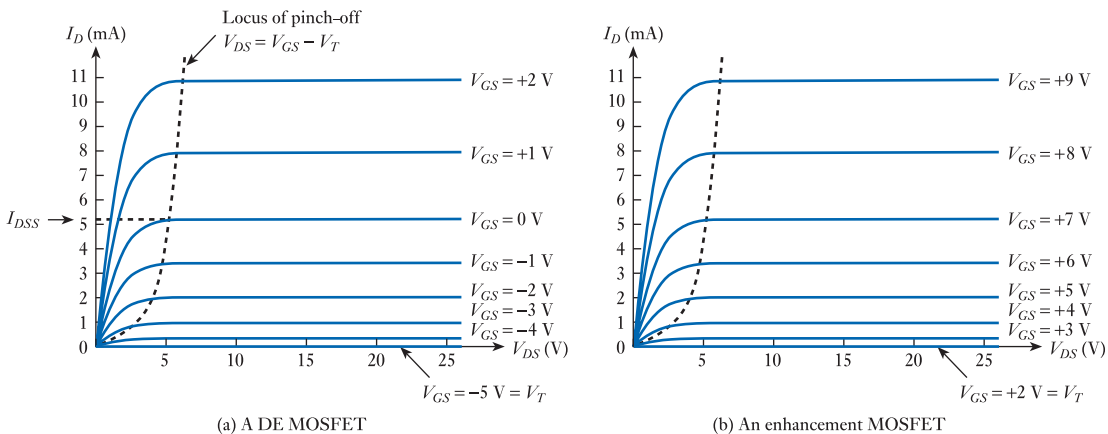 Locus of pinch–off
V_DS = V_GS − V_T
I_D (mA)
11
10
9
8
7
6
5
4
3
2
1
0
I_DSS
5
10
15
20
25
V_DS (V)
V_GS = +2 V
V_GS = +1 V
V_GS = 0 V
V_GS = −1 V
V_GS = −2 V
V_GS = −3 V
V_GS = −4 V
V_GS = −5 V = V_T
(a) A DE MOSFET
I_D (mA)
11
10
9
8
7
6
5
4
3
2
1
0
5
10
15
20
25
V_DS (V)
V_GS = +9 V
V_GS = +8 V
V_GS = +7 V
V_GS = +6 V
V_GS = +5 V
V_GS = +4 V
V_GS = +3 V
V_GS = +2 V = V_T
(b) An enhancement MOSFET